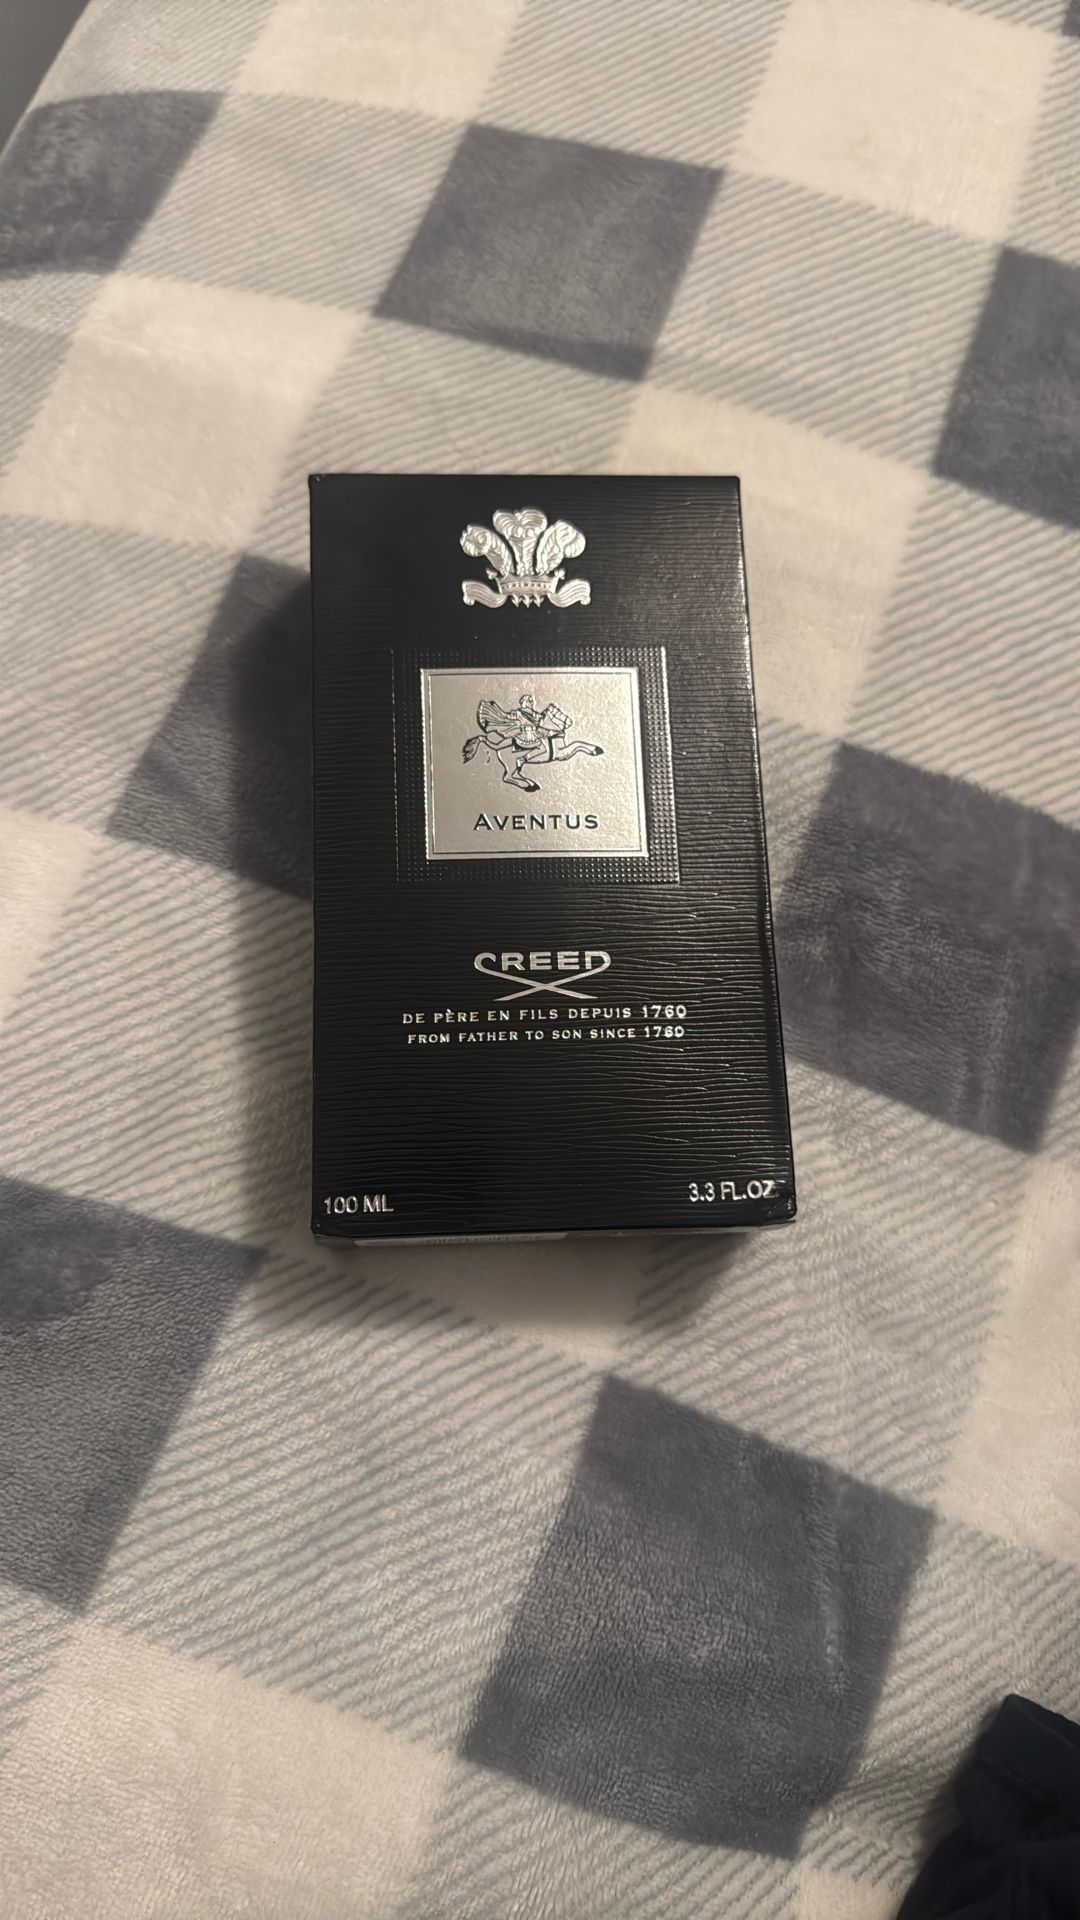 AVENTUS
CREED
DE PÈRE EN FILS DEPUIS 1760
FROM FATHER TO SON SINCE 1760
100 ML
3.3 FL.OZ